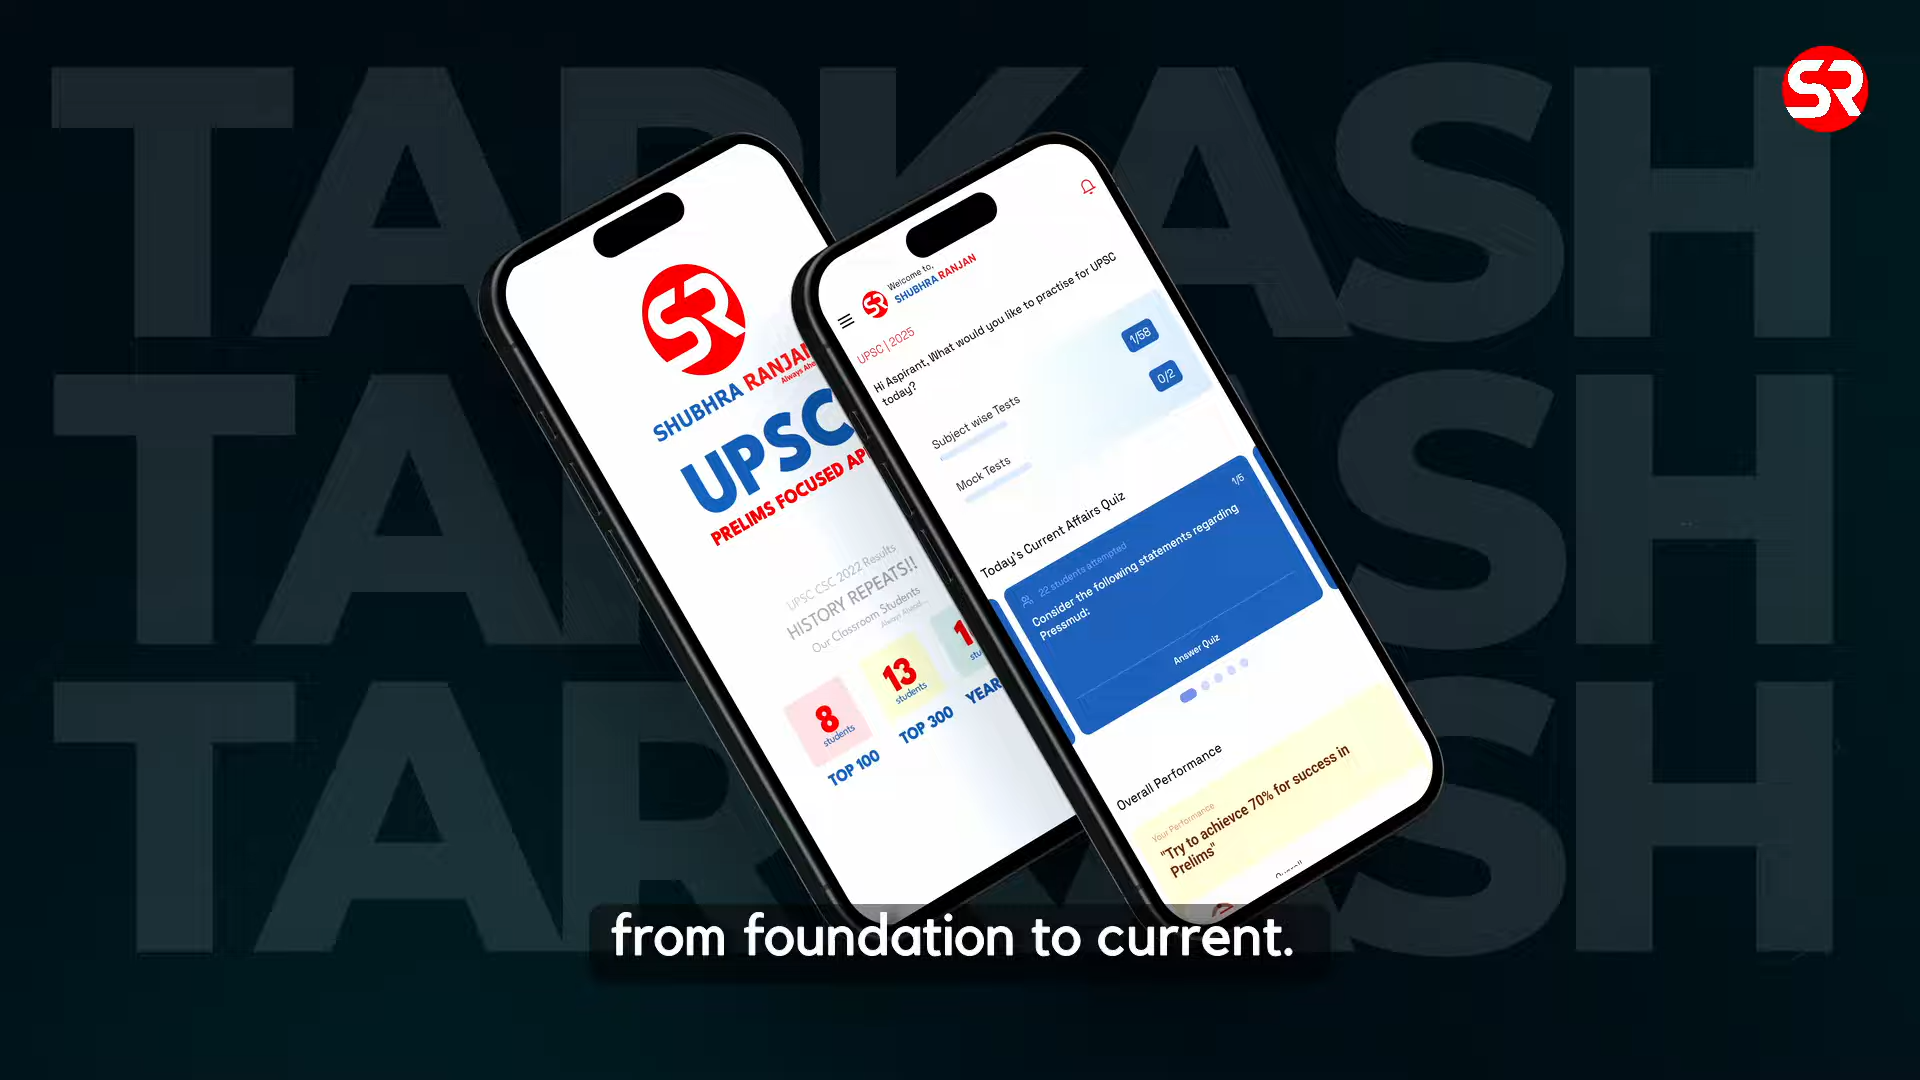 TARKASH
TARKASH
TARKASH
SR
SR
SHUBHRA RANJAN
UPSC
PRELIMS FOCUSED
UPSC CSC 2022 Results
HISTORY REPEATS!!
Our Classroom Students
Always Ahead...
8
students
TOP 100
13
students
TOP 300
SR
Welcome to,
SHUBHRA RANJAN
UPSC | 2025
Hi Aspirant, What would you like to practise for UPSC
today?
Subject wise Tests
1/58
Mock Tests
0/2
Today's Current Affairs Quiz
1/5
22 students attempted
Consider the following statements regarding
Pressmud:
Answer Quiz
Overall Performance
Your Performance
"Try to achievce 70% for success in
Prelims"
from foundation to current.